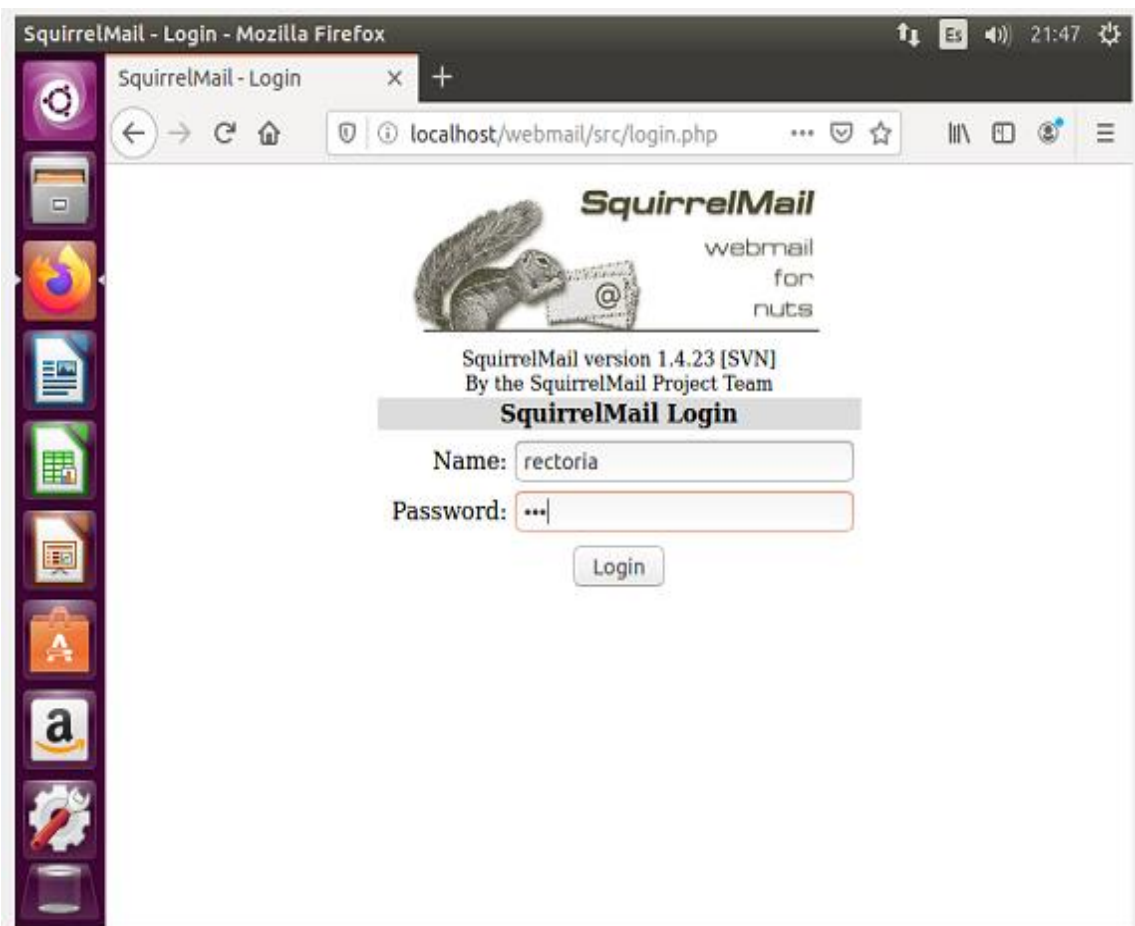 SquirrelMail - Login - Mozilla Firefox
Es 21:47
SquirrelMail - Login
localhost/webmail/src/login.php
SquirrelMail
webmail
for
nuts
@
SquirrelMail version 1.4.23 [SVN]
By the SquirrelMail Project Team
SquirrelMail Login
Name: rectoria
Password: •••
Login
A
a